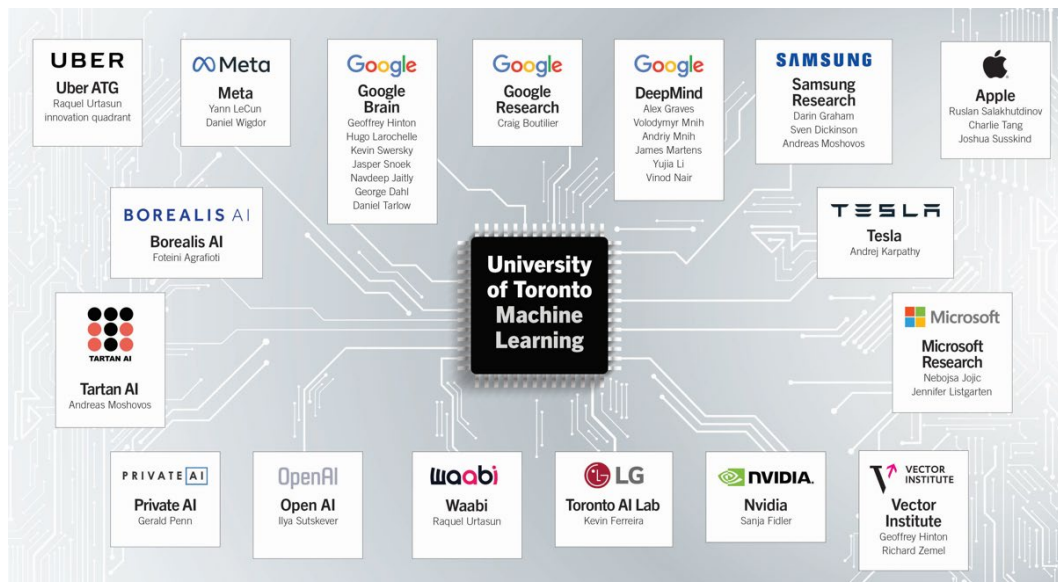 UBER
Uber ATG
Raquel Urtasun
innovation quadrant
Meta
Meta
Yann LeCun
Daniel Wigdor
Google
Google
Brain
Geoffrey Hinton
Hugo Larochelle
Kevin Swersky
Jasper Snoek
Navdeep Jaitly
George Dahl
Daniel Tarlow
Google
Google
Research
Craig Boutilier
Google
DeepMind
Alex Graves
Volodymyr Mnih
Andriy Mnih
James Martens
Yujia Li
Vinod Nair
SAMSUNG
Samsung
Research
Darin Graham
Sven Dickinson
Andreas Moshovos
Apple
Ruslan Salakhutdinov
Charlie Tang
Joshua Susskind
BOREALIS AI
Borealis AI
Foteini Agrafioti
University
of Toronto
Machine
Learning
TESLA
Tesla
Andrej Karpathy
TARTAN AI
Tartan AI
Andreas Moshovos
Microsoft
Microsoft
Research
Nebojsa Jojic
Jennifer Listgarten
PRIVATE AI
Private AI
Gerald Penn
OpenAI
Open AI
Ilya Sutskever
waabi
Waabi
Raquel Urtasun
LG
Toronto AI Lab
Kevin Ferreira
NVIDIA.
Nvidia
Sanja Fidler
VECTOR
INSTITUTE
Vector
Institute
Geoffrey Hinton
Richard Zemel